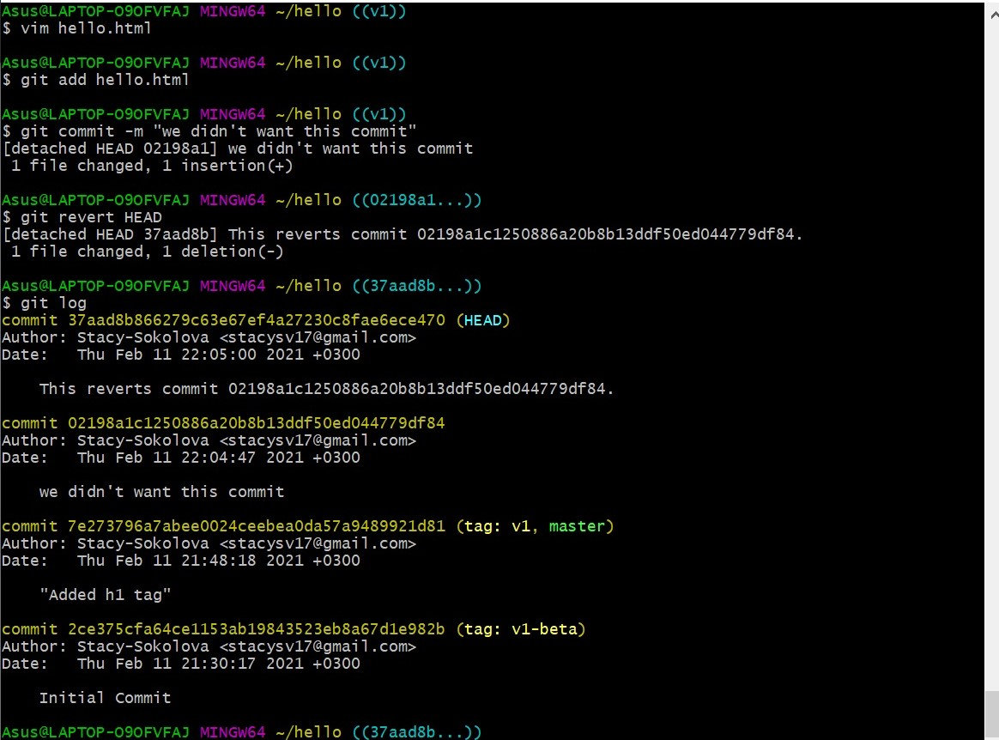 Asus@LAPTOP-O9OFVFAJ MINGW64 ~/hello ((v1))
$ vim hello.html
Asus@LAPTOP-O9OFVFAJ MINGW64 ~/hello ((v1))
$ git add hello.html
Asus@LAPTOP-O9OFVFAJ MINGW64 ~/hello ((v1))
$ git commit -m "we didn't want this commit"
[detached HEAD 02198a1] we didn't want this commit
1 file changed, 1 insertion(+)
Asus@LAPTOP-O9OFVFAJ MINGW64 ~/hello ((02198a1...))
$ git revert HEAD
[detached HEAD 37aad8b] This reverts commit 02198a1c1250886a20b8b13ddf50ed044779df84.
1 file changed, 1 deletion(-)
Asus@LAPTOP-O9OFVFAJ MINGW64 ~/hello ((37aad8b...))
$ git log
commit 37aad8b866279c63e67ef4a27230c8fae6ece470 (HEAD)
Author: Stacy-Sokolova <stacysv17@gmail.com>
Date:   Thu Feb 11 22:05:00 2021 +0300
This reverts commit 02198a1c1250886a20b8b13ddf50ed044779df84.
commit 02198a1c1250886a20b8b13ddf50ed044779df84
Author: Stacy-Sokolova <stacysv17@gmail.com>
Date:   Thu Feb 11 22:04:47 2021 +0300
we didn't want this commit
commit 7e273796a7abee0024ceebea0da57a9489921d81 (tag: v1, master)
Author: Stacy-Sokolova <stacysv17@gmail.com>
Date:   Thu Feb 11 21:48:18 2021 +0300
"Added h1 tag"
commit 2ce375cfa64ce1153ab19843523eb8a67d1e982b (tag: v1-beta)
Author: Stacy-Sokolova <stacysv17@gmail.com>
Date:   Thu Feb 11 21:30:17 2021 +0300
Initial Commit
Asus@LAPTOP-O9OFVFAJ MINGW64 ~/hello ((37aad8b...))